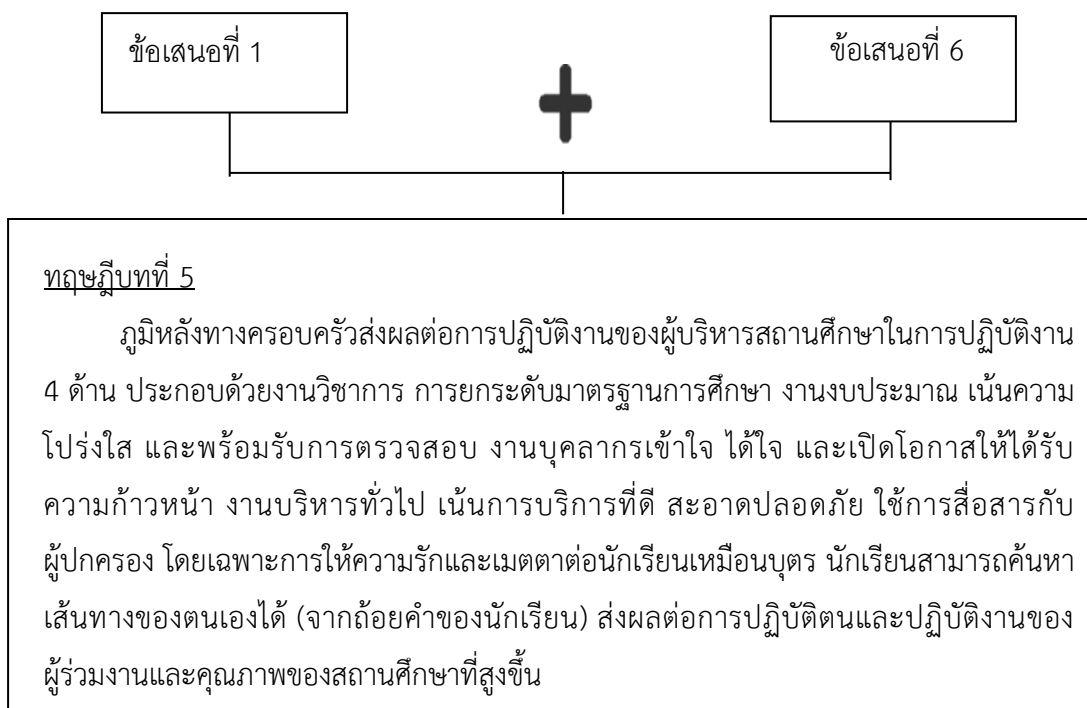 ข้อเสนอที่ 1
ข้อเสนอที่ 6
ทฤษฎีบทที่ 5
ภูมิหลังทางครอบครัวส่งผลต่อการปฏิบัติงานของผู้บริหารสถานศึกษาในการปฏิบัติงาน
4 ด้าน ประกอบด้วยงานวิชาการ การยกระดับมาตรฐานการศึกษา งานงบประมาณ เน้นความ
โปร่งใส และพร้อมรับการตรวจสอบ งานบุคลากรเข้าใจ ได้ใจ และเปิดโอกาสให้ได้รับ
ความก้าวหน้า งานบริหารทั่วไป เน้นการบริการที่ดี สะอาดปลอดภัย ใช้การสื่อสารกับ
ผู้ปกครอง โดยเฉพาะการให้ความรักและเมตตาต่อนักเรียนเหมือนบุตร นักเรียนสามารถค้นหา
เส้นทางของตนเองได้ (จากถ้อยคำของนักเรียน) ส่งผลต่อการปฏิบัติตนและปฏิบัติงานของ
ผู้ร่วมงานและคุณภาพของสถานศึกษาที่สูงขึ้น